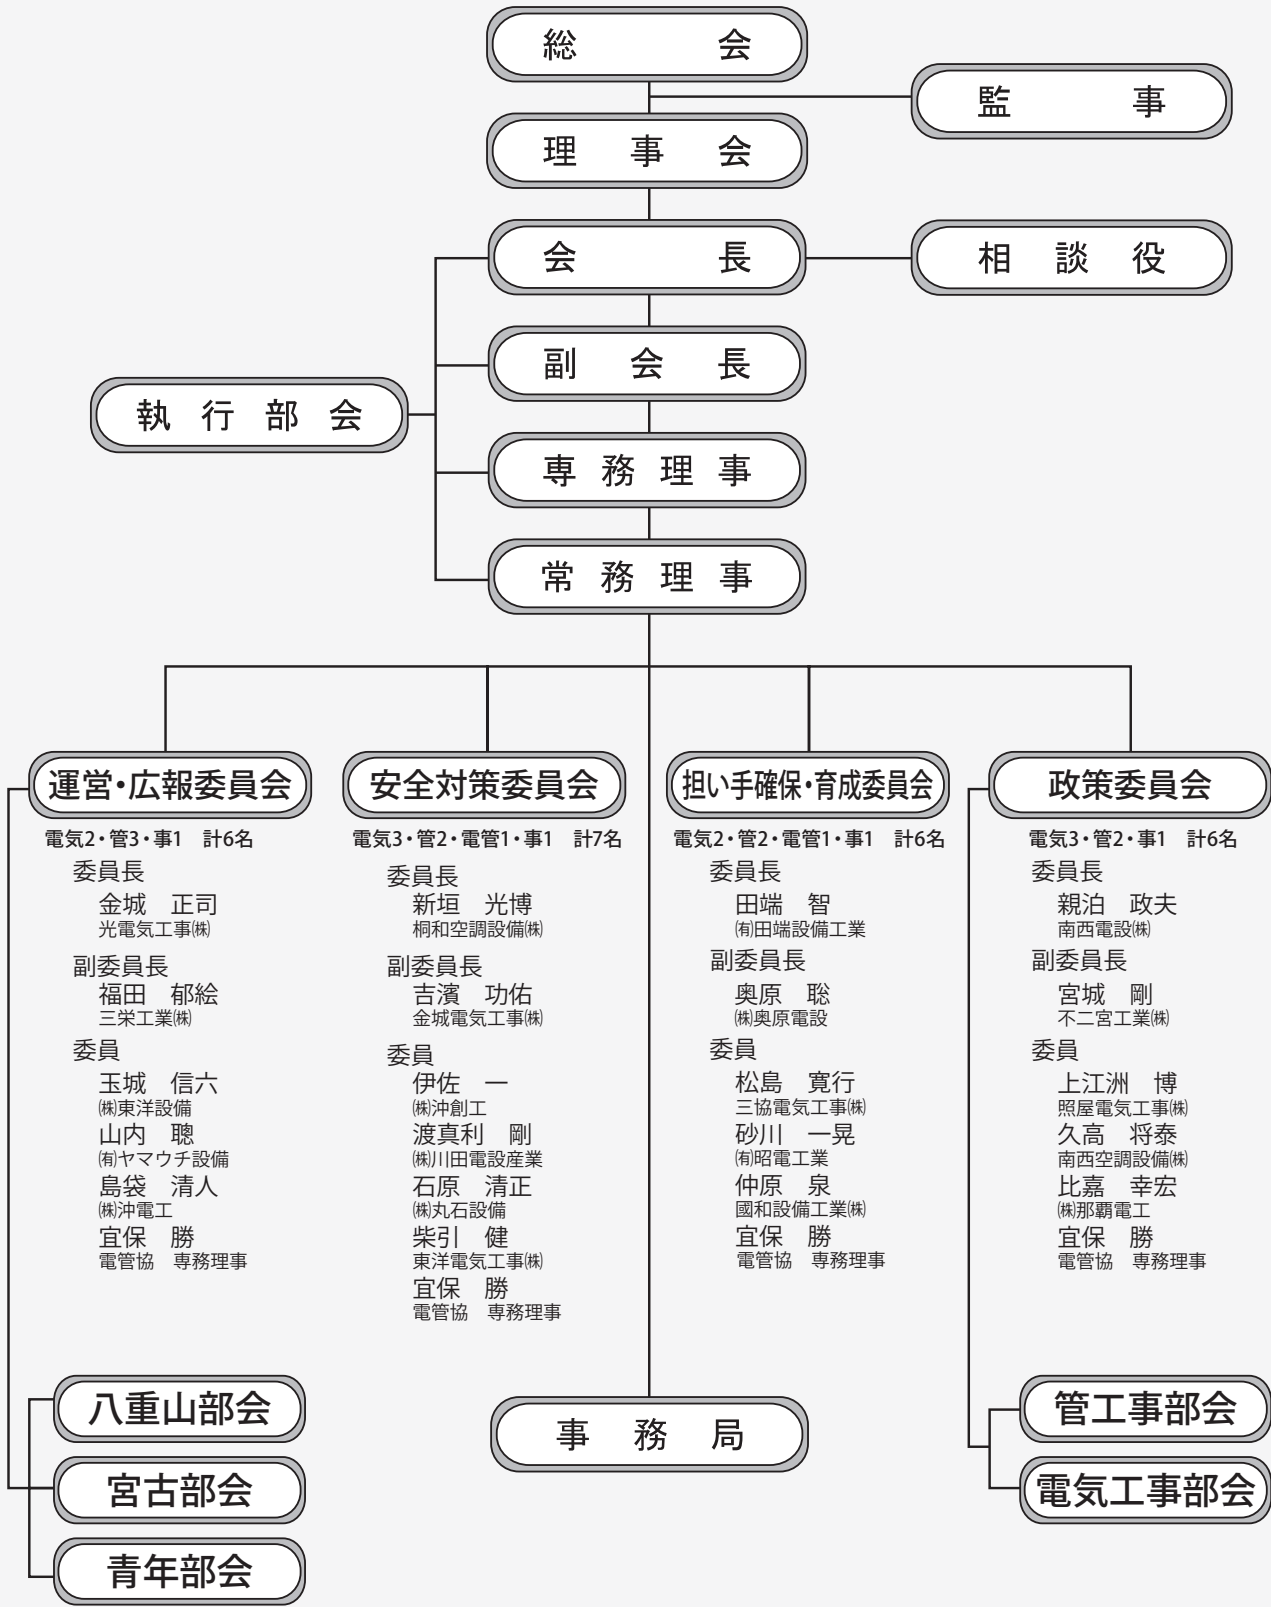 総会
監事
理事会
会長
相談役
副会長
執行部会
専務理事
常務理事
運営・広報委員会
電気2・管3・事1　計6名
委員長
金城　正司
光電気工事㈱
副委員長
福田　郁絵
三栄工業㈱
委員
玉城　信六
㈱東洋設備
山内　聰
㈲ヤマウチ設備
島袋　清人
㈱沖電工
宜保　勝
電管協　専務理事
安全対策委員会
電気3・管2・電管1・事1　計7名
委員長
新垣　光博
桐和空調設備㈱
副委員長
吉濱　功佑
金城電気工事㈱
委員
伊佐　一
㈱沖創工
渡真利　剛
㈱川田電設産業
石原　清正
㈱丸石設備
柴引　健
東洋電気工事㈱
宜保　勝
電管協　専務理事
担い手確保・育成委員会
電気2・管2・電管1・事1　計6名
委員長
田端　智
㈲田端設備工業
副委員長
奥原　聡
㈱奥原電設
委員
松島　寛行
三協電気工事㈱
砂川　一晃
㈲昭電工業
仲原　泉
國和設備工業㈱
宜保　勝
電管協　専務理事
政策委員会
電気3・管2・事1　計6名
委員長
親泊　政夫
南西電設㈱
副委員長
宮城　剛
不二宮工業㈱
委員
上江洲　博
照屋電気工事㈱
久高　将泰
南西空調設備㈱
比嘉　幸宏
㈱那覇電工
宜保　勝
電管協　専務理事
八重山部会
宮古部会
青年部会
事務局
管工事部会
電気工事部会